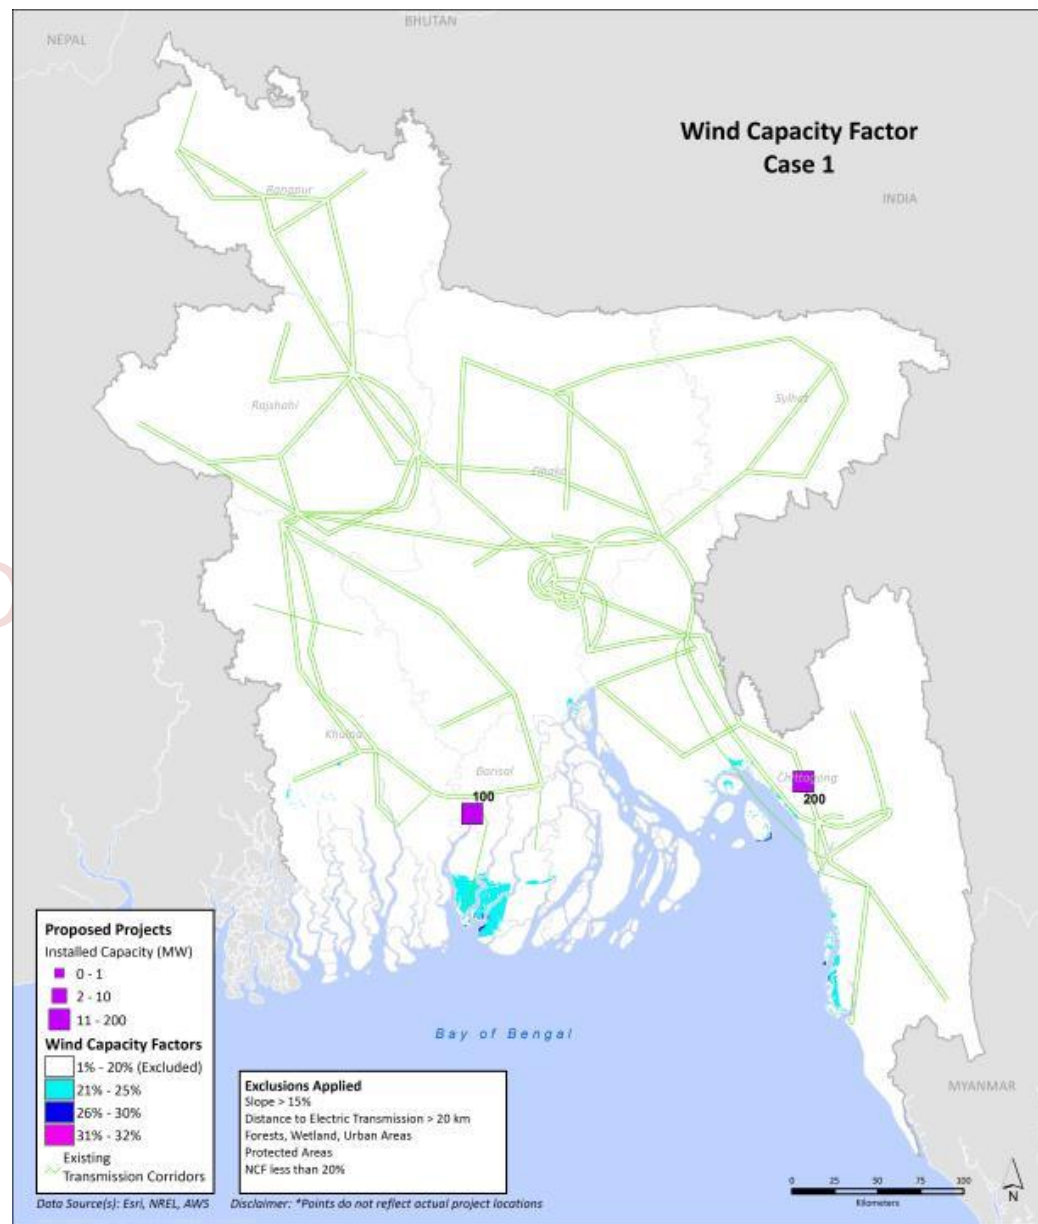 BHUTAN
NEPAL
Wind Capacity Factor
Case 1
INDIA
Rangpur
Rajshahi
Sylhet
Dhaka
Khulna
Barisal
Chittagong
100
200
Bay of Bengal
MYANMAR
Proposed Projects
Installed Capacity (MW)
0 - 1
2 - 10
11 - 200
Wind Capacity Factors
1% - 20% (Excluded)
21% - 25%
26% - 30%
31% - 32%
Existing
Transmission Corridors
Exclusions Applied
Slope > 15%
Distance to Electric Transmission > 20 km
Forests, Wetland, Urban Areas
Protected Areas
NCF less than 20%
0 25 50 75 100
Kilometers
N
Data Source(s): Esri, NREL, AWS Disclaimer: *Points do not reflect actual project locations